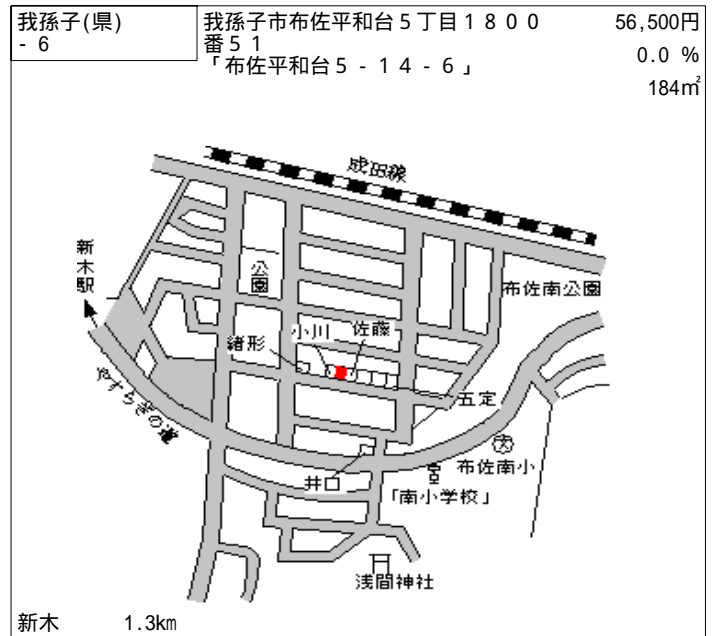 我孫子(県)
- 6
我孫子市布佐平和台5丁目1800
番51
「布佐平和台5 - 14 - 6」
56,500円
0.0 %
184㎡
成田線
新木駅
公園
布佐南公園
小川
佐藤
緒形
五定
やすらぎの道
布佐南小
井口
「南小学校」
浅間神社
新木 1.3km